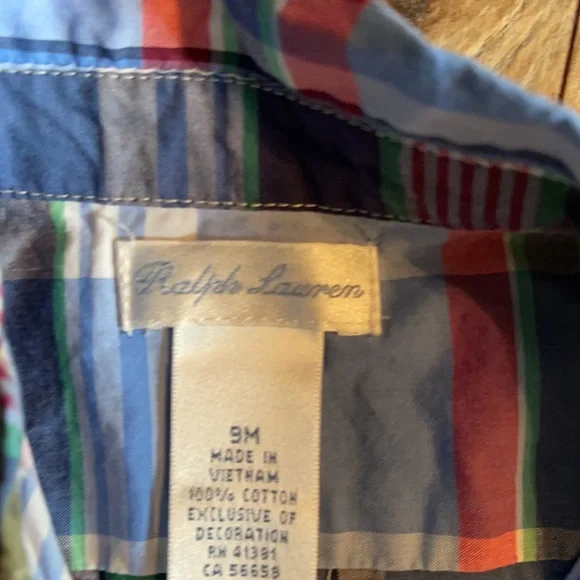 Ralph Lauren
9M
MADE IN
VIETNAM
100% COTTON
EXCLUSIVE OF
DECORATION
RN 41381
CA 56658